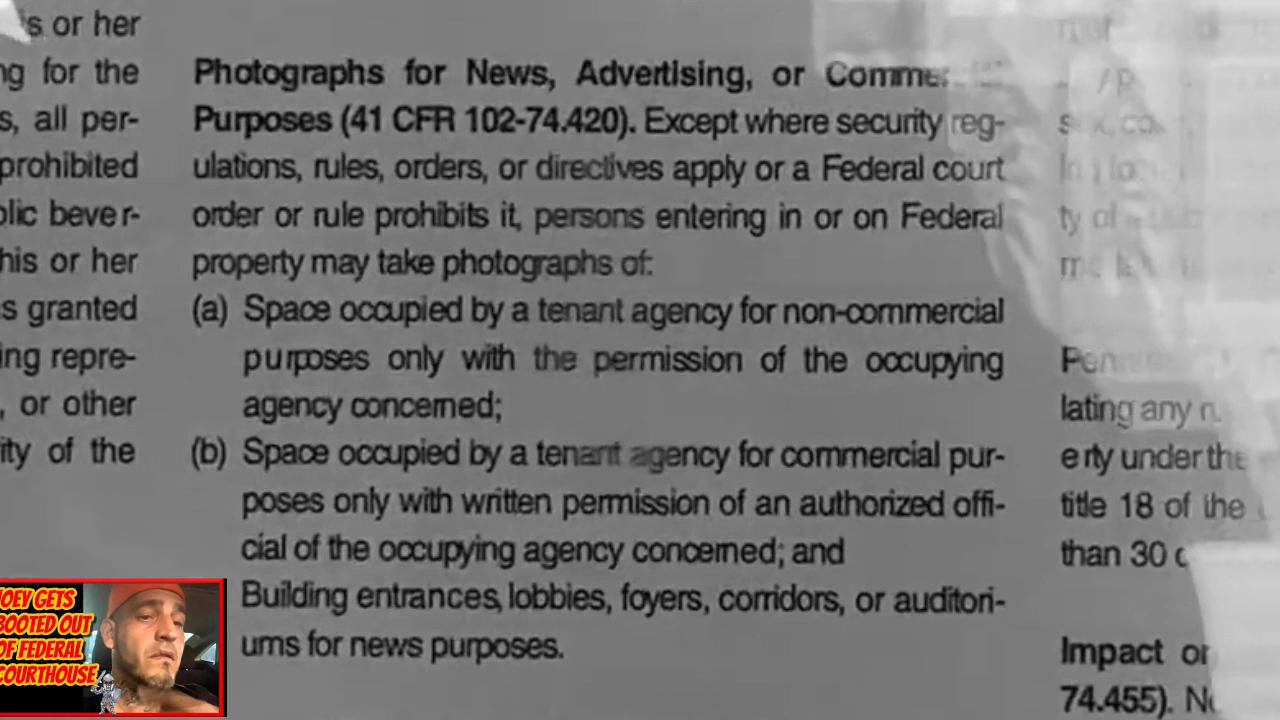 s or her
ng for the
s, all per-
prohibited
olic bever-
his or her
s granted
ing repre-
, or other
ity of the
Photographs for News, Advertising, or
Purposes (41 CFR 102-74.420). Except where security reg-
ulations, rules, orders, or directives apply or a Federal court
order or rule prohibits it, persons entering in or on Federal
property may take photographs of:
(a) Space occupied by a tenant agency for non-commercial
purposes only with the permission of the occupying
agency concerned;
(b) Space occupied by a tenant agency for commercial pur-
poses only with written permission of an authorized offi-
cial of the occupying agency concerned; and
Building entrances, lobbies, foyers, corridors, or auditori-
ums for news purposes.
ty of
lating any
erty under the
title 18 of the
than 30
Impact
74.455).
JOEY GETS
BOOTED OUT
OF FEDERAL
COURTHOUSE